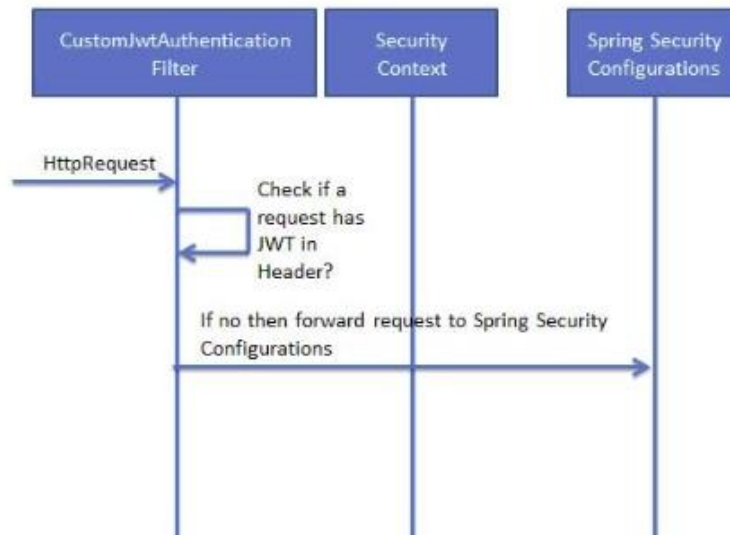 CustomJwtAuthentication
Filter
Security
Context
Spring Security
Configurations
HttpRequest
Check if a
request has
JWT in
Header?
If no then forward request to Spring Security
Configurations